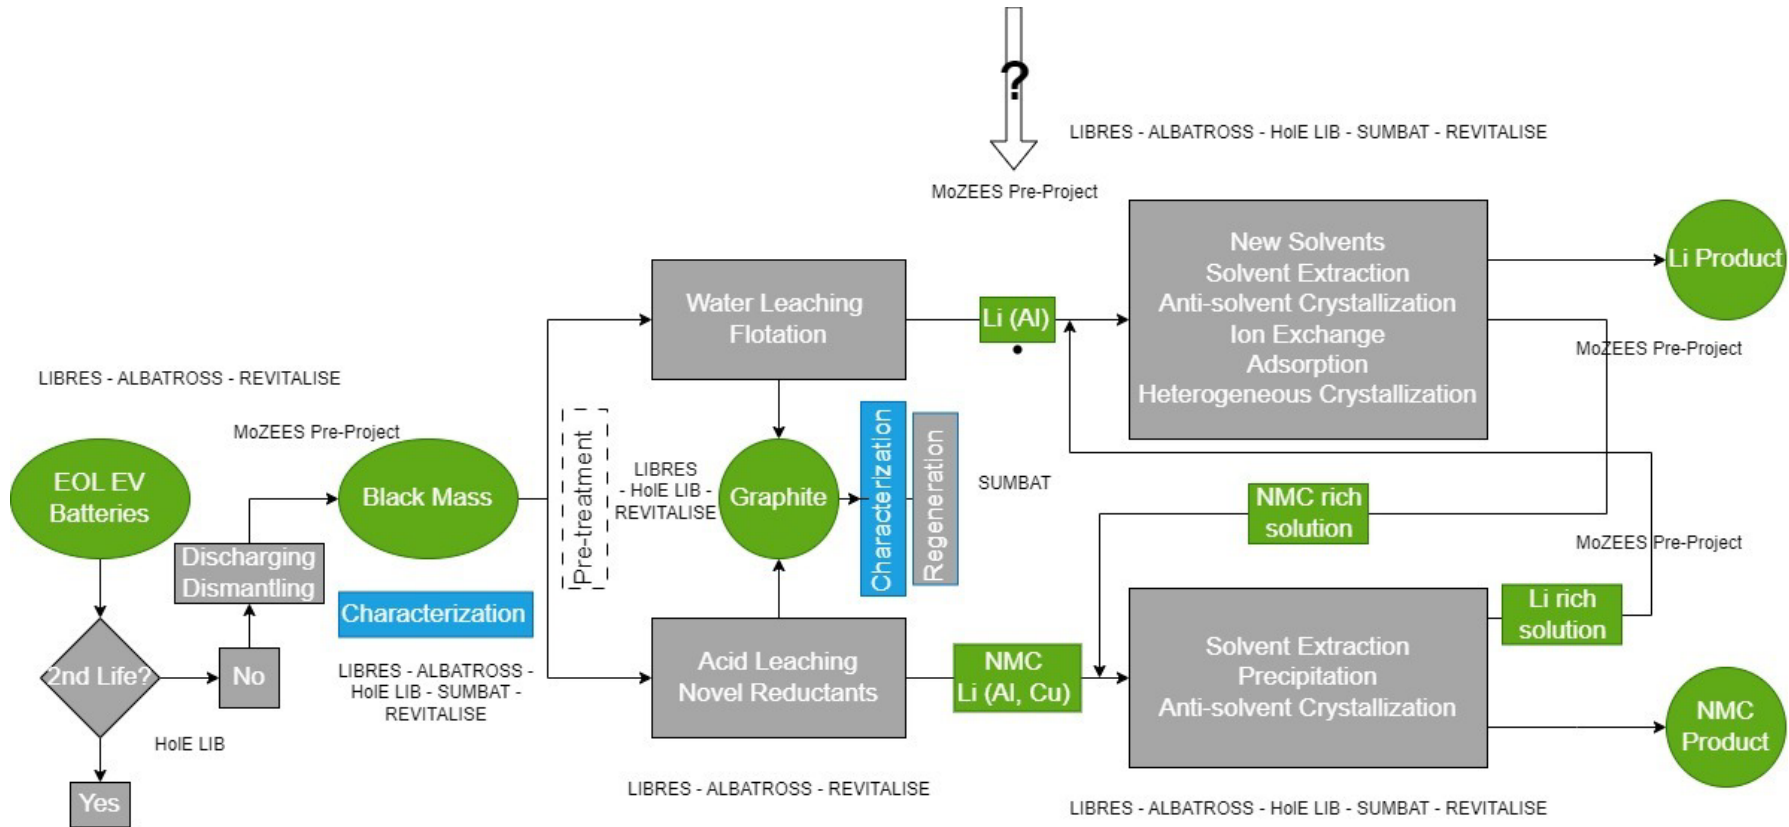 ?
LIBRES - ALBATROSS - HolE LIB - SUMBAT - REVITALISE
MoZEES Pre-Project
New Solvents
Solvent Extraction
Anti-solvent Crystallization
Ion Exchange
Adsorption
Heterogeneous Crystallization
Li Product
Water Leaching
Flotation
Li (Al)
MoZEES Pre-Project
LIBRES - ALBATROSS - REVITALISE
MoZEES Pre-Project
EOL EV
Batteries
Black Mass
Pre-treatment
LIBRES
- HolE LIB -
REVITALISE
Graphite
Characterization
Regeneration
SUMBAT
NMC rich
solution
MoZEES Pre-Project
Discharging
Dismantling
Characterization
Li rich
solution
2nd Life?
No
LIBRES - ALBATROSS -
HolE LIB - SUMBAT -
REVITALISE
Acid Leaching
Novel Reductants
NMC
Li (Al, Cu)
Solvent Extraction
Precipitation
Anti-solvent Crystallization
NMC
Product
HolE LIB
Yes
LIBRES - ALBATROSS - REVITALISE
LIBRES - ALBATROSS - HolE LIB - SUMBAT - REVITALISE